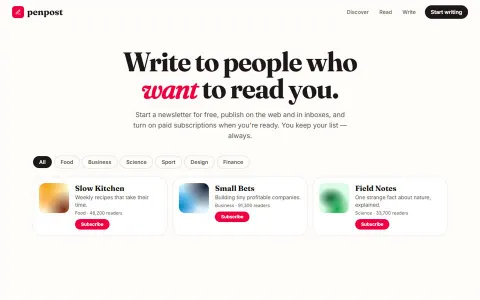 penpost
Discover Read Write Start writing
Write to people who
want to read you.
Start a newsletter for free, publish on the web and in inboxes, and
turn on paid subscriptions when you're ready. You keep your list —
always.
All Food Business Science Sport Design Finance
Slow Kitchen
Weekly recipes that take their
time.
Food · 48,200 readers
Subscribe
Small Bets
Building tiny profitable companies.
Business · 91,500 readers
Subscribe
Field Notes
One strange fact about nature,
explained.
Science · 33,700 readers
Subscribe